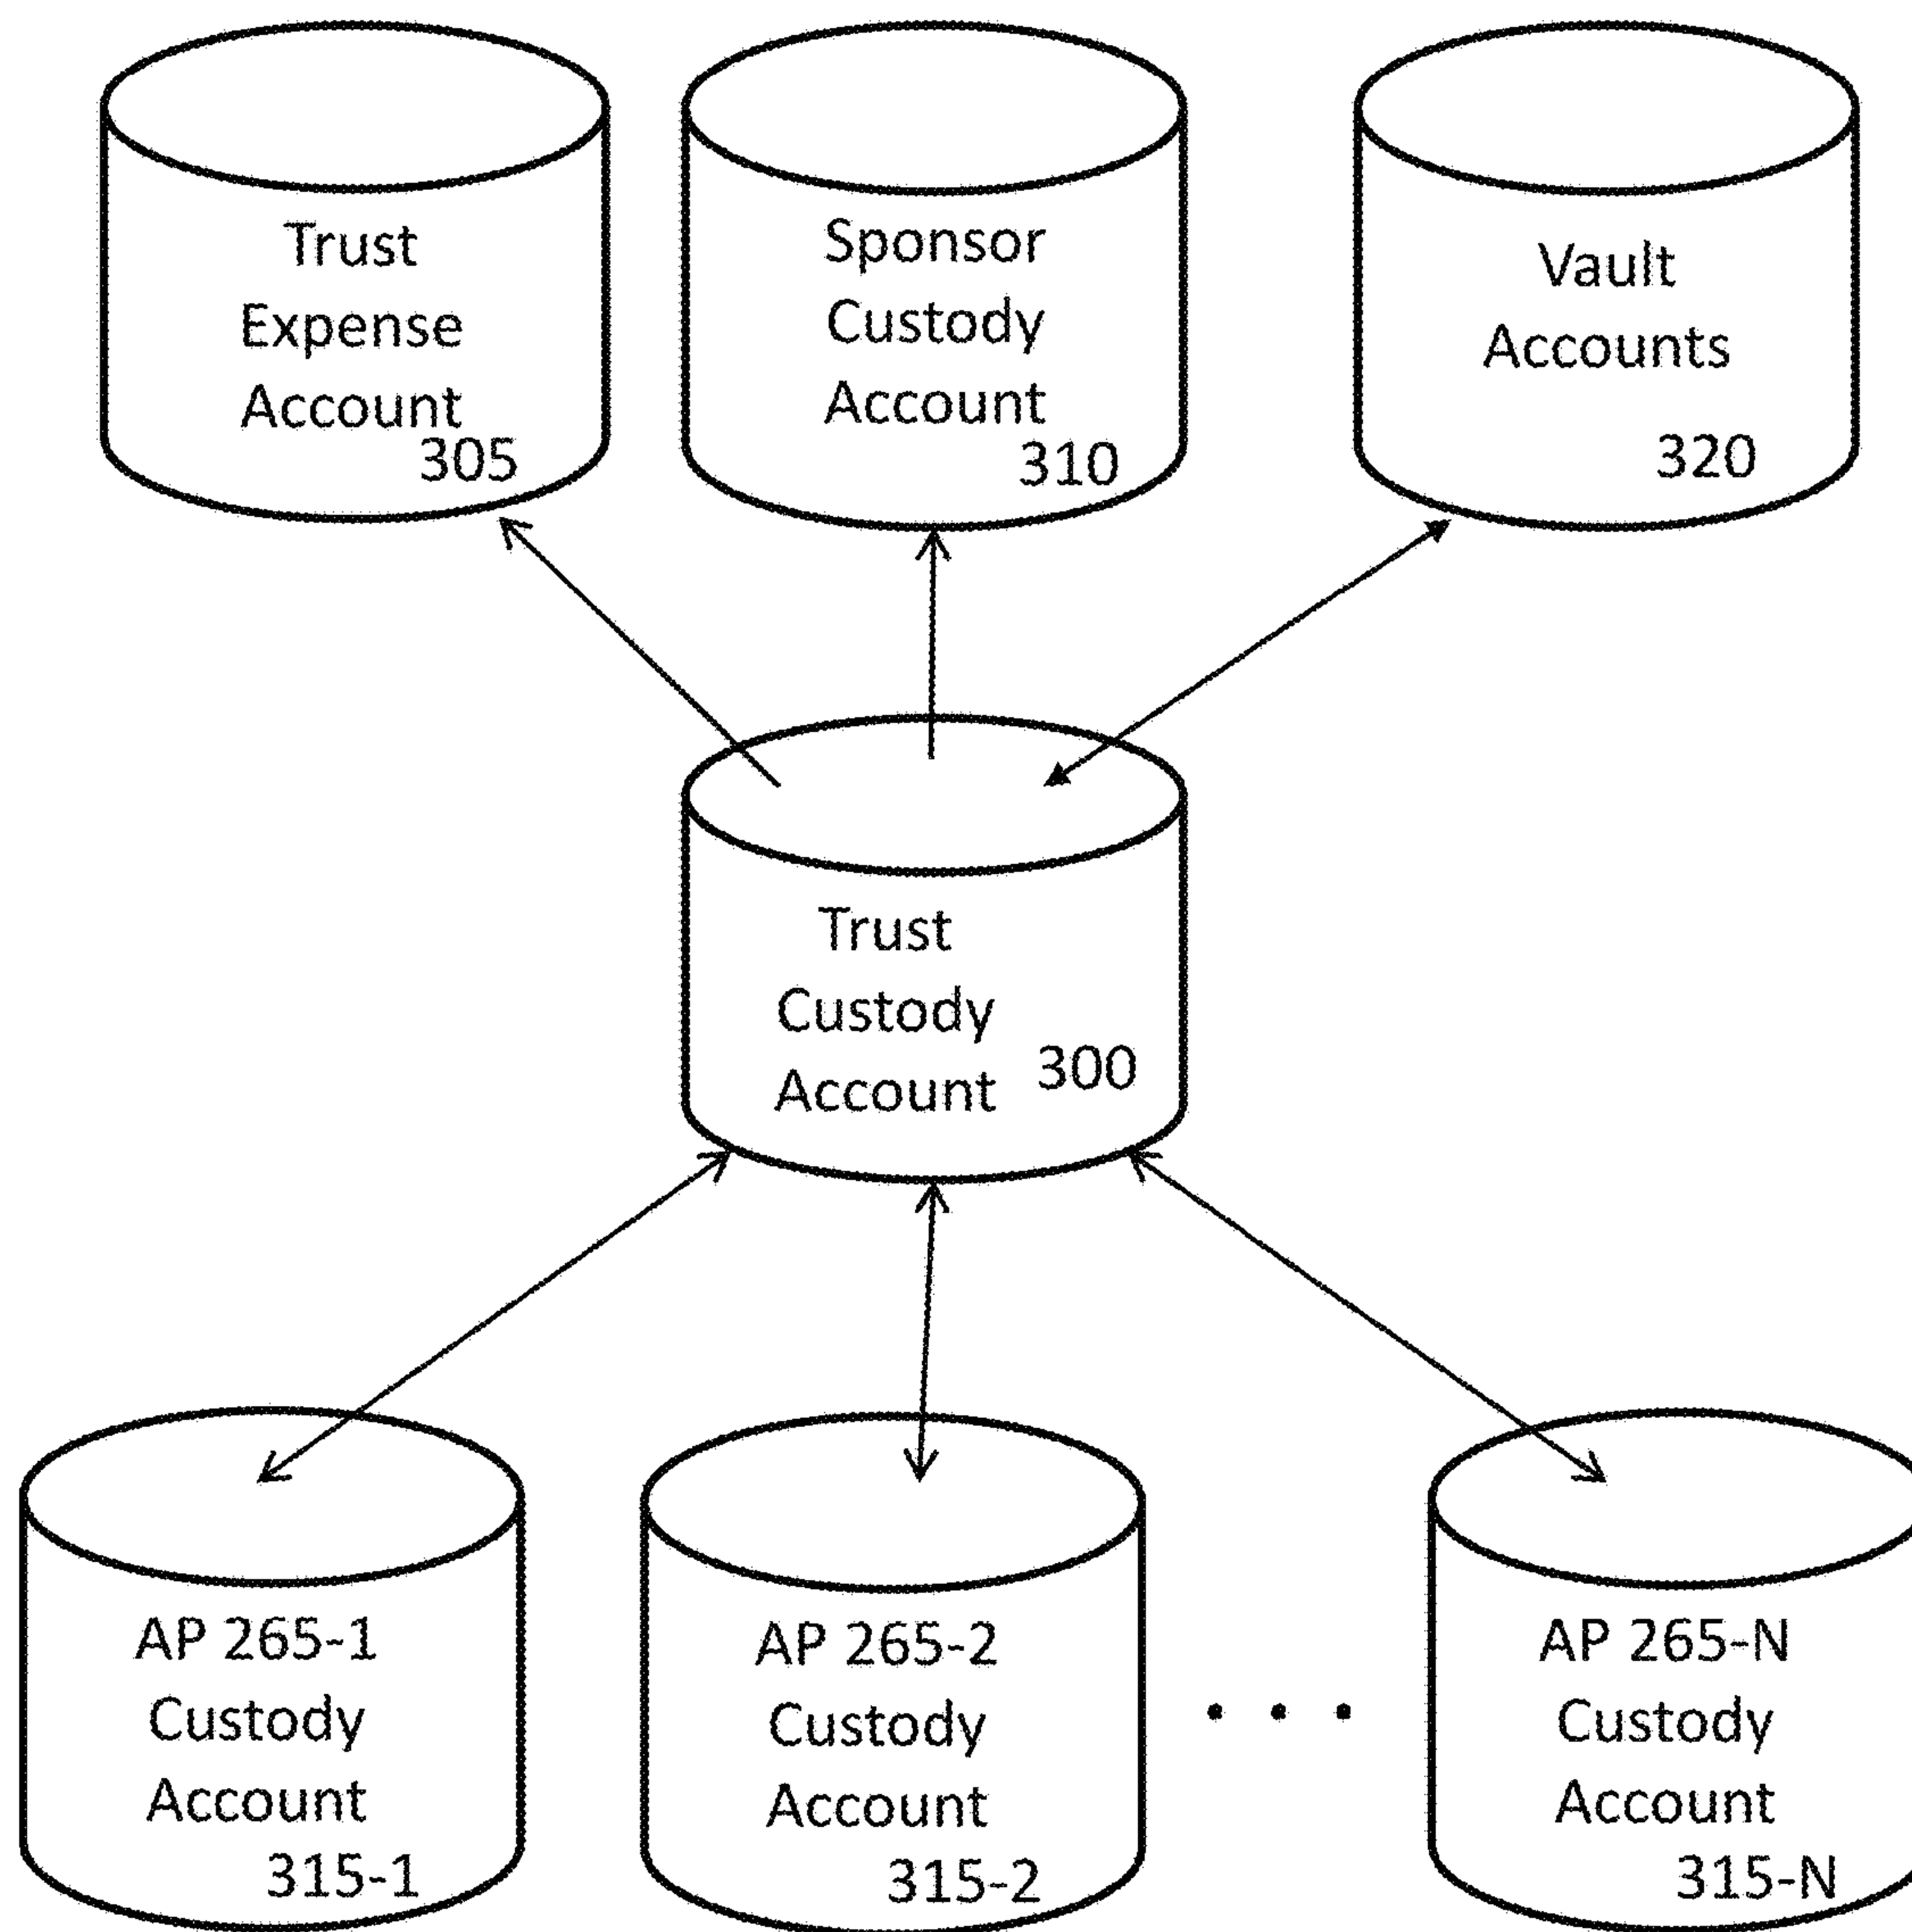 Trust
Expense
Account
305
Sponsor
Custody
Account
310
Vault
Accounts
320
Trust
Custody
Account 300
AP 265-1
Custody
Account
315-1
AP 265-2
Custody
Account
315-2
. . .
AP 265-N
Custody
Account
315-N